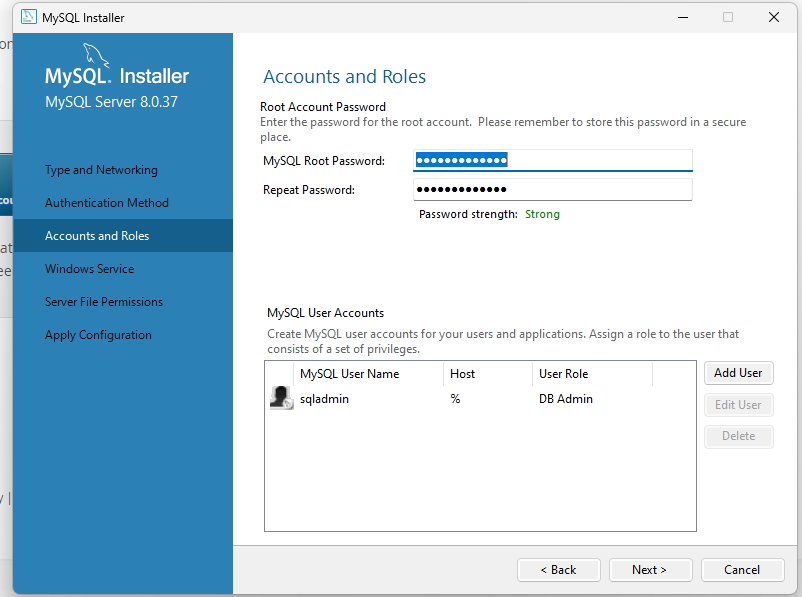 MySQL Installer
MySQL. Installer
MySQL Server 8.0.37
Type and Networking
Authentication Method
Accounts and Roles
Windows Service
Server File Permissions
Apply Configuration
Accounts and Roles
Root Account Password
Enter the password for the root account. Please remember to store this password in a secure
place.
MySQL Root Password: ●●●●●●●●●●●●●
Repeat Password: ●●●●●●●●●●●●●
Password strength: Strong
MySQL User Accounts
Create MySQL user accounts for your users and applications. Assign a role to the user that
consists of a set of privileges.
MySQL User Name Host User Role
sqladmin % DB Admin
Add User
Edit User
Delete
< Back Next > Cancel